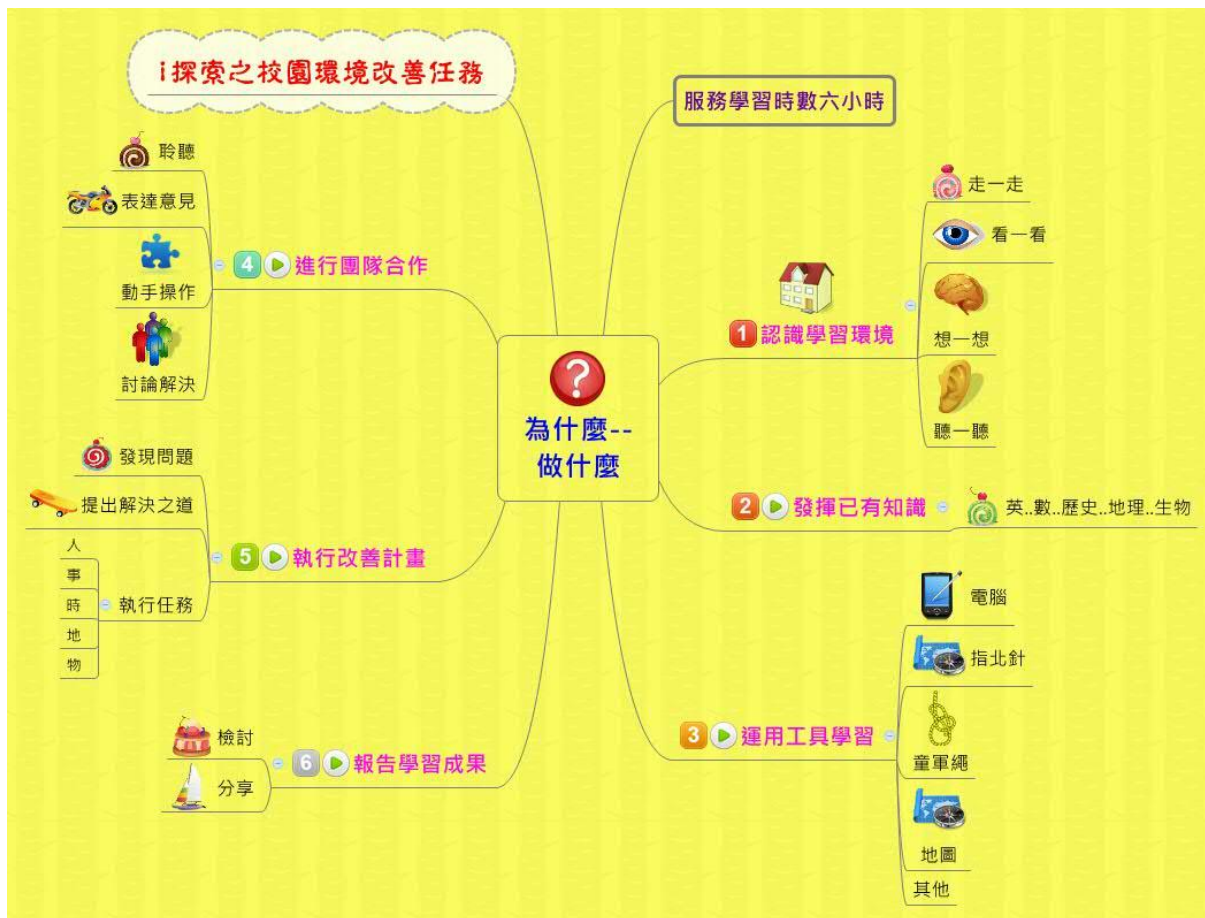 i探索之校園環境改善任務
服務學習時數六小時
?
為什麼--
做什麼
1 認識學習環境
走一走
看一看
想一想
聽一聽
2 發揮已有知識
英..數..歷史..地理..生物
3 運用工具學習
電腦
指北針
童軍繩
地圖
其他
4 進行團隊合作
聆聽
表達意見
動手操作
討論解決
5 執行改善計畫
發現問題
提出解決之道
執行任務
人
事
時
地
物
6 報告學習成果
檢討
分享